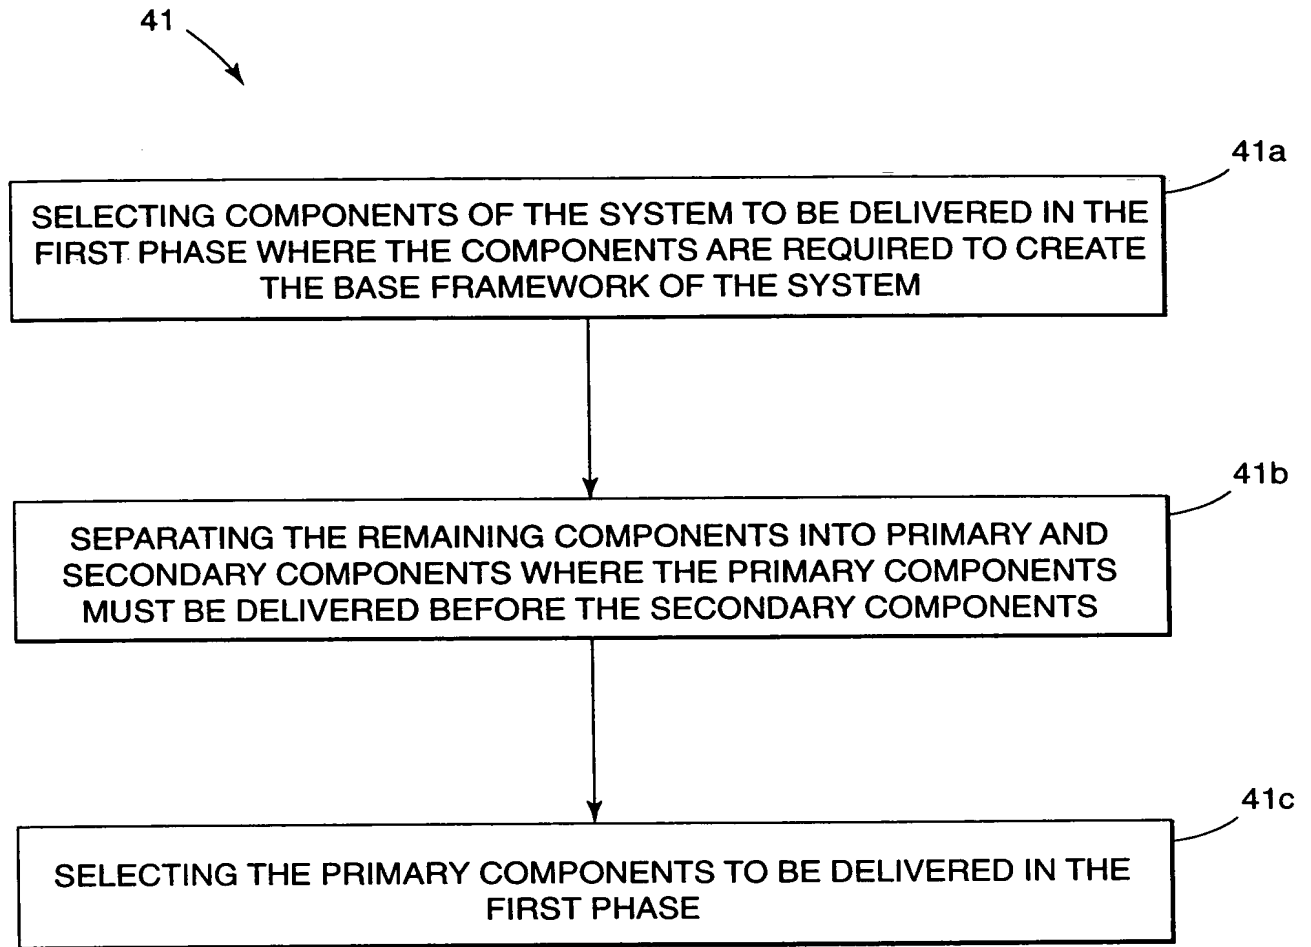 41
41a
SELECTING COMPONENTS OF THE SYSTEM TO BE DELIVERED IN THE
FIRST PHASE WHERE THE COMPONENTS ARE REQUIRED TO CREATE
THE BASE FRAMEWORK OF THE SYSTEM
41b
SEPARATING THE REMAINING COMPONENTS INTO PRIMARY AND
SECONDARY COMPONENTS WHERE THE PRIMARY COMPONENTS
MUST BE DELIVERED BEFORE THE SECONDARY COMPONENTS
41c
SELECTING THE PRIMARY COMPONENTS TO BE DELIVERED IN THE
FIRST PHASE